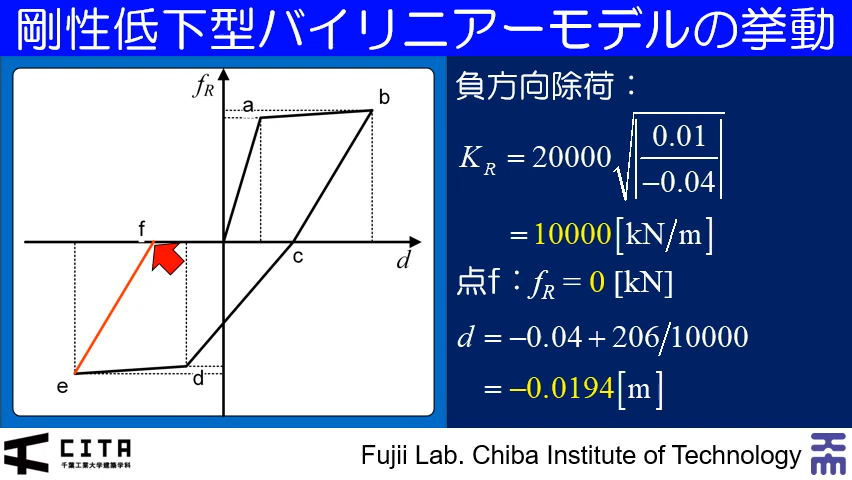 剛性低下型バイリニアーモデルの挙動
f_R
a
b
c
d
d
e
f
負方向除荷：
K_R = 20000√|0.01/−0.04|
= 10000[kN/m]
点f：f_R = 0 [kN]
d = −0.04 + 206/10000
= −0.0194[m]
CITA
千葉工業大学建築学科
Fujii Lab. Chiba Institute of Technology